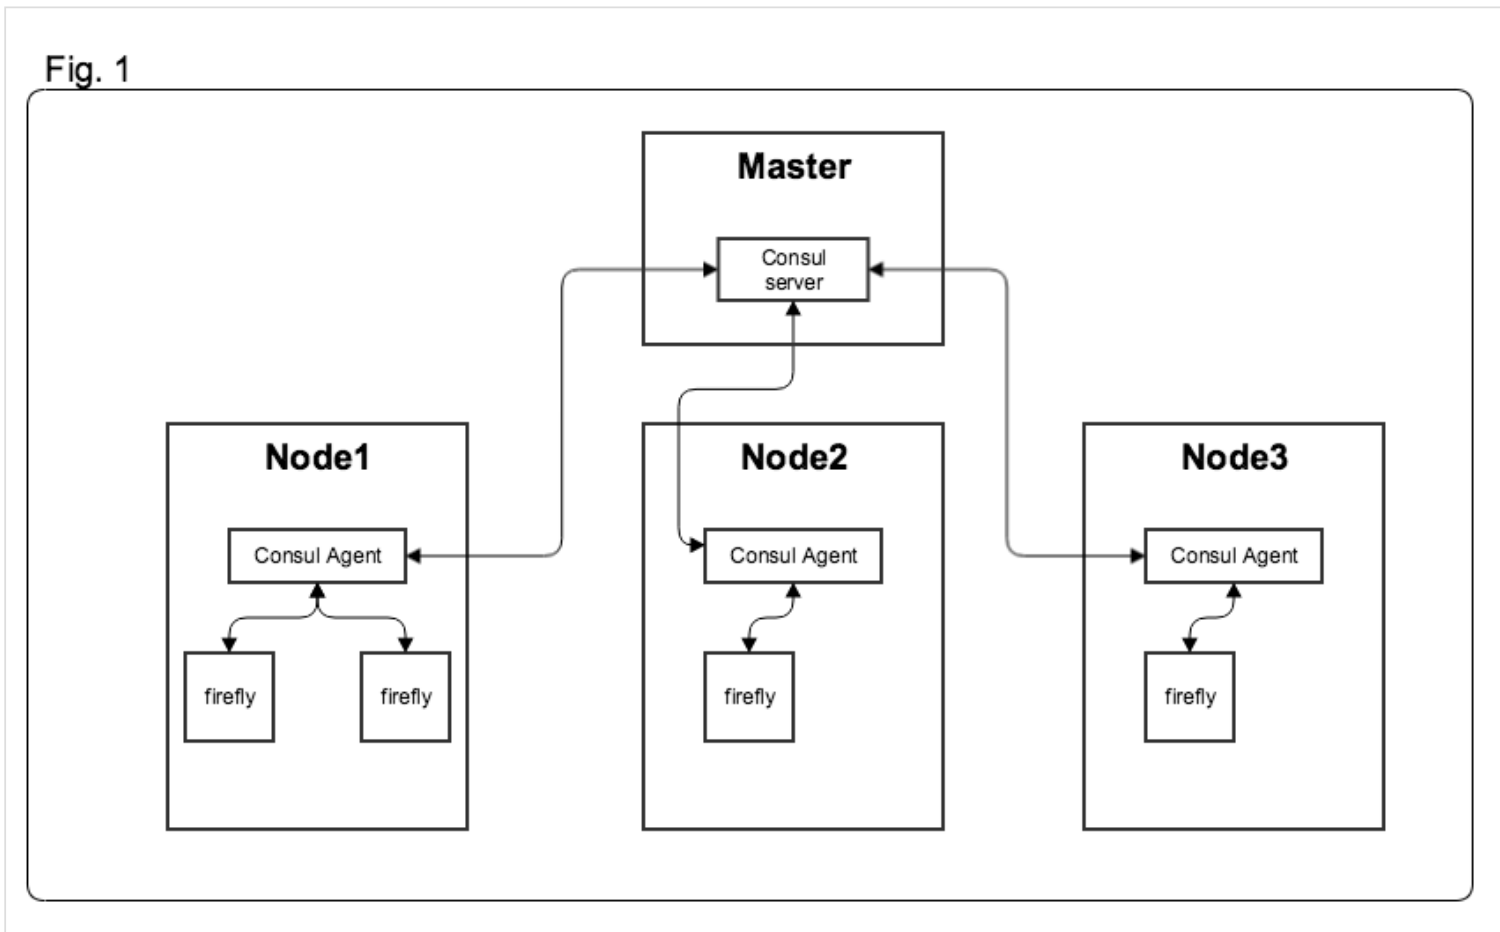 Fig. 1
Master
Consul
server
Node1
Node2
Node3
Consul Agent
Consul Agent
Consul Agent
firefly
firefly
firefly
firefly